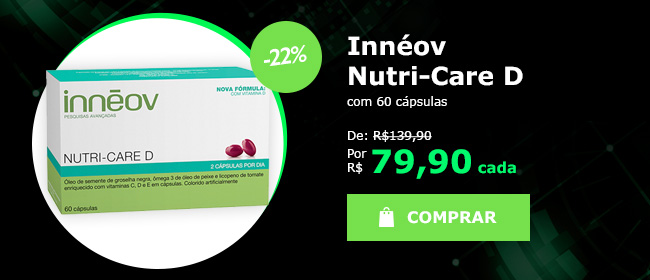 innēov
PESQUISAS AVANÇADAS
NOVA FÓRMULA!
COM VITAMINA D
NUTRI-CARE D
2 CÁPSULAS POR DIA
Óleo de semente de groselha negra, ômega 3 de óleo de peixe e licopeno de tomate
enriquecido com vitaminas C, D e E em cápsulas. Colorido artificialmente
60 cápsulas
-22%
Innéov
Nutri-Care D
com 60 cápsulas
De: R$139,90
Por
R$ 79,90 cada
COMPRAR